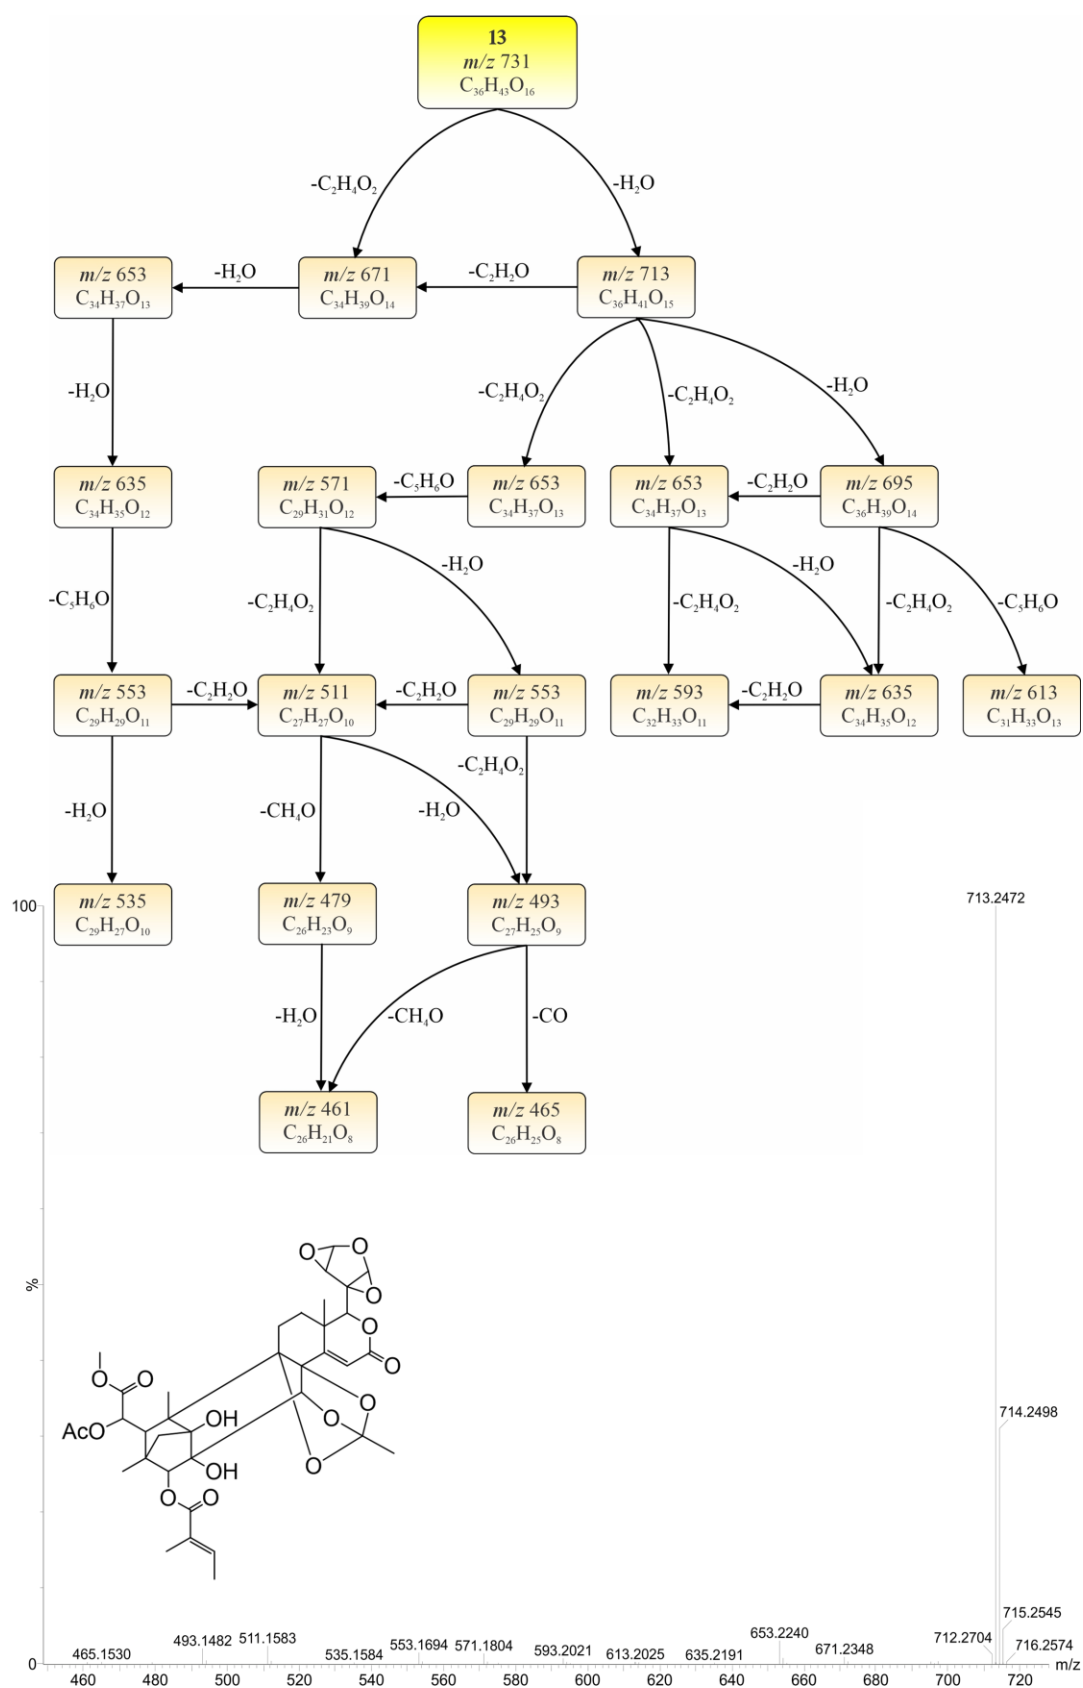 13
m/z 731
C₃₆H₄₃O₁₆
-C₂H₄O₂
-H₂O
m/z 653
C₃₄H₃₇O₁₃
-H₂O
m/z 671
C₃₄H₃₉O₁₄
-C₂H₂O
m/z 713
C₃₆H₄₁O₁₅
-H₂O
-C₂H₄O₂
-C₂H₄O₂
-H₂O
m/z 635
C₃₄H₃₅O₁₂
m/z 571
C₂₉H₃₁O₁₂
-C₅H₆O
m/z 653
C₃₄H₃₇O₁₃
m/z 653
C₃₄H₃₇O₁₃
-C₂H₂O
m/z 695
C₃₆H₃₉O₁₄
-C₅H₆O
-C₂H₄O₂
-H₂O
-C₂H₄O₂
-H₂O
-C₂H₄O₂
-C₅H₆O
m/z 553
C₂₉H₂₉O₁₁
-C₂H₂O
m/z 511
C₂₇H₂₇O₁₀
-C₂H₂O
m/z 553
C₂₉H₂₉O₁₁
m/z 593
C₃₂H₃₃O₁₁
-C₂H₂O
m/z 635
C₃₄H₃₅O₁₂
m/z 613
C₃₁H₃₃O₁₃
-H₂O
-CH₄O
-H₂O
-C₂H₄O₂
m/z 535
C₂₉H₂₇O₁₀
m/z 479
C₂₆H₂₃O₉
m/z 493
C₂₇H₂₅O₉
-H₂O
-CH₄O
-CO
m/z 461
C₂₆H₂₁O₈
m/z 465
C₂₆H₂₅O₈
100
%
0
713.2472
714.2498
715.2545
716.2574
712.2704
O
O
O
O
O
O
O
O
O
O
AcO
OH
OH
O
O
465.1530
493.1482
511.1583
535.1584
553.1694
571.1804
593.2021
613.2025
635.2191
653.2240
671.2348
460 480 500 520 540 560 580 600 620 640 660 680 700 720 m/z